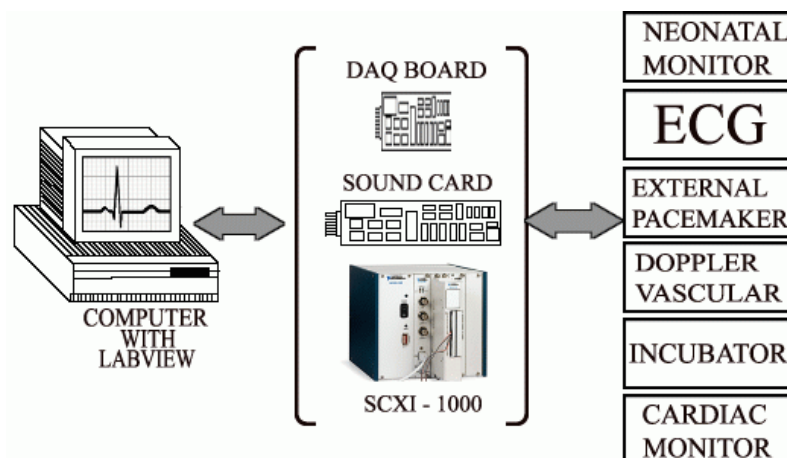 COMPUTER
WITH
LABVIEW
DAQ BOARD
SOUND CARD
SCXI - 1000
NEONATAL
MONITOR
ECG
EXTERNAL
PACEMAKER
DOPPLER
VASCULAR
INCUBATOR
CARDIAC
MONITOR